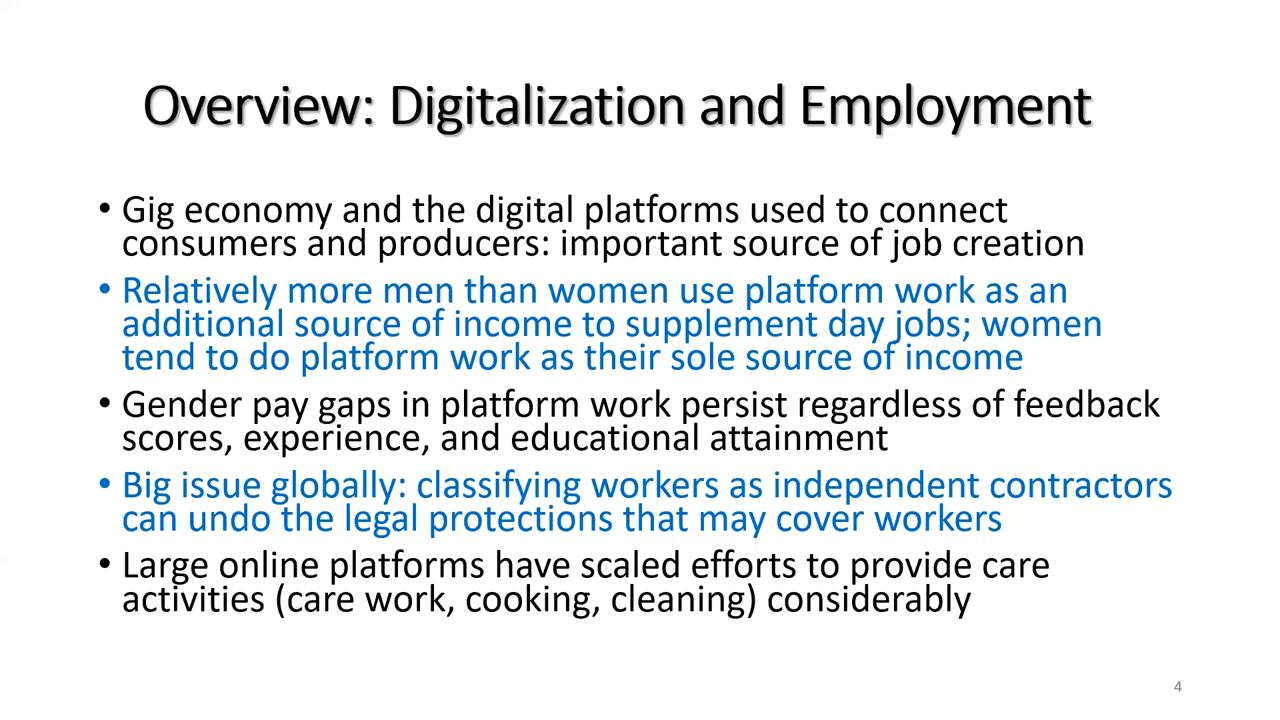 Overview: Digitalization and Employment
• Gig economy and the digital platforms used to connect
consumers and producers: important source of job creation
• Relatively more men than women use platform work as an
additional source of income to supplement day jobs; women
tend to do platform work as their sole source of income
• Gender pay gaps in platform work persist regardless of feedback
scores, experience, and educational attainment
• Big issue globally: classifying workers as independent contractors
can undo the legal protections that may cover workers
• Large online platforms have scaled efforts to provide care
activities (care work, cooking, cleaning) considerably
4